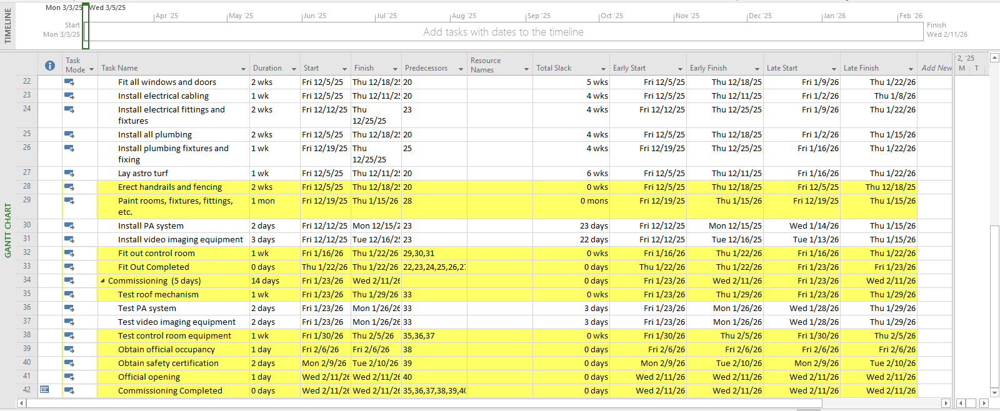 Mon 3/3/25 Wed 3/5/25
Apr '25 May '25 Jun '25 Jul '25 Aug '25 Sep '25 Oct '25 Nov '25 Dec '25 Jan '26 Feb '26
TIMELINE
Start
Mon 3/3/25
Add tasks with dates to the timeline
Finish
Wed 2/11/26
Task Mode Task Name Duration Start Finish Predecessors Resource Names Total Slack Early Start Early Finish Late Start Late Finish Add New
2, '25
M T
GANTT CHART
22 Fit all windows and doors 2 wks Fri 12/5/25 Thu 12/18/25 20 5 wks Fri 12/5/25 Thu 12/18/25 Fri 1/9/26 Thu 1/22/26
23 Install electrical cabling 1 wk Fri 12/5/25 Thu 12/11/25 20 4 wks Fri 12/5/25 Thu 12/11/25 Fri 1/2/26 Thu 1/8/26
24 Install electrical fittings and fixtures 2 wks Fri 12/12/25 Thu 12/25/25 23 4 wks Fri 12/12/25 Thu 12/25/25 Fri 1/9/26 Thu 1/22/26
25 Install all plumbing 2 wks Fri 12/5/25 Thu 12/18/25 20 4 wks Fri 12/5/25 Thu 12/18/25 Fri 1/2/26 Thu 1/15/26
26 Install plumbing fixtures and fixing 1 wk Fri 12/19/25 Thu 12/25/25 25 4 wks Fri 12/19/25 Thu 12/25/25 Fri 1/16/26 Thu 1/22/26
27 Lay astro turf 1 wk Fri 12/5/25 Thu 12/11/25 20 6 wks Fri 12/5/25 Thu 12/11/25 Fri 1/16/26 Thu 1/22/26
28 Erect handrails and fencing 2 wks Fri 12/5/25 Thu 12/18/25 20 0 wks Fri 12/5/25 Thu 12/18/25 Fri 12/5/25 Thu 12/18/25
29 Paint rooms, fixtures, fittings, etc. 1 mon Fri 12/19/25 Thu 1/15/26 28 0 mons Fri 12/19/25 Thu 1/15/26 Fri 12/19/25 Thu 1/15/26
30 Install PA system 2 days Fri 12/12/25 Mon 12/15/2 23 23 days Fri 12/12/25 Mon 12/15/25 Wed 1/14/26 Thu 1/15/26
31 Install video imaging equipment 3 days Fri 12/12/25 Tue 12/16/25 23 22 days Fri 12/12/25 Tue 12/16/25 Tue 1/13/26 Thu 1/15/26
32 Fit out control room 1 wk Fri 1/16/26 Thu 1/22/26 29,30,31 0 wks Fri 1/16/26 Thu 1/22/26 Fri 1/16/26 Thu 1/22/26
33 Fit Out Completed 0 days Thu 1/22/26 Thu 1/22/26 22,23,24,25,26,27 0 days Thu 1/22/26 Thu 1/22/26 Fri 1/23/26 Fri 1/23/26
34 Commissioning (5 days) 14 days Fri 1/23/26 Wed 2/11/26 0 days Fri 1/23/26 Wed 2/11/26 Fri 1/23/26 Wed 2/11/26
35 Test roof mechanism 1 wk Fri 1/23/26 Thu 1/29/26 33 0 wks Fri 1/23/26 Thu 1/29/26 Fri 1/23/26 Thu 1/29/26
36 Test PA system 2 days Fri 1/23/26 Mon 1/26/26 33 3 days Fri 1/23/26 Mon 1/26/26 Wed 1/28/26 Thu 1/29/26
37 Test video imaging equipment 2 days Fri 1/23/26 Mon 1/26/26 33 3 days Fri 1/23/26 Mon 1/26/26 Wed 1/28/26 Thu 1/29/26
38 Test control room equipment 1 wk Fri 1/30/26 Thu 2/5/26 35,36,37 0 wks Fri 1/30/26 Thu 2/5/26 Fri 1/30/26 Thu 2/5/26
39 Obtain official occupancy 1 day Fri 2/6/26 Fri 2/6/26 38 0 days Fri 2/6/26 Fri 2/6/26 Fri 2/6/26 Fri 2/6/26
40 Obtain safety certification 2 days Mon 2/9/26 Tue 2/10/26 39 0 days Mon 2/9/26 Tue 2/10/26 Mon 2/9/26 Tue 2/10/26
41 Official opening 1 day Wed 2/11/26 Wed 2/11/26 40 0 days Wed 2/11/26 Wed 2/11/26 Wed 2/11/26 Wed 2/11/26
42 Commissioning Completed 0 days Wed 2/11/26 Wed 2/11/26 35,36,37,38,39,40 0 days Wed 2/11/26 Wed 2/11/26 Wed 2/11/26 Wed 2/11/26